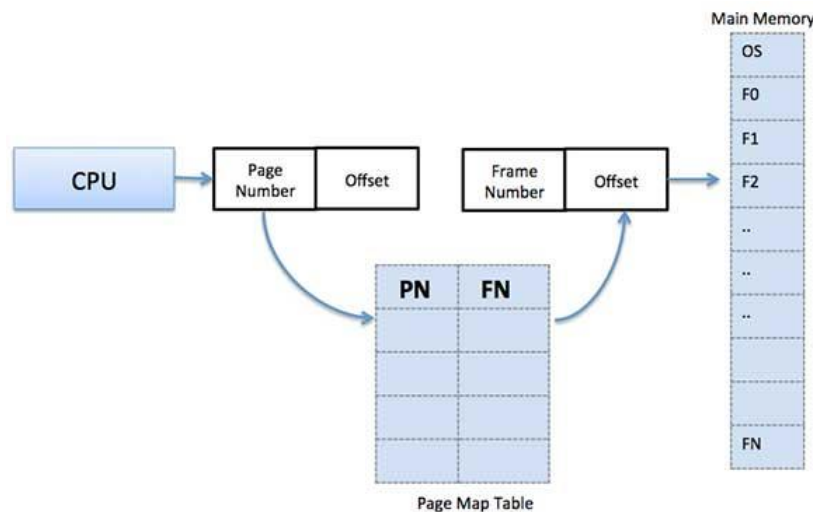 Main Memory
OS
F0
F1
F2
..
..
..
FN
CPU
Page
Number
Offset
Frame
Number
Offset
PN FN
Page Map Table